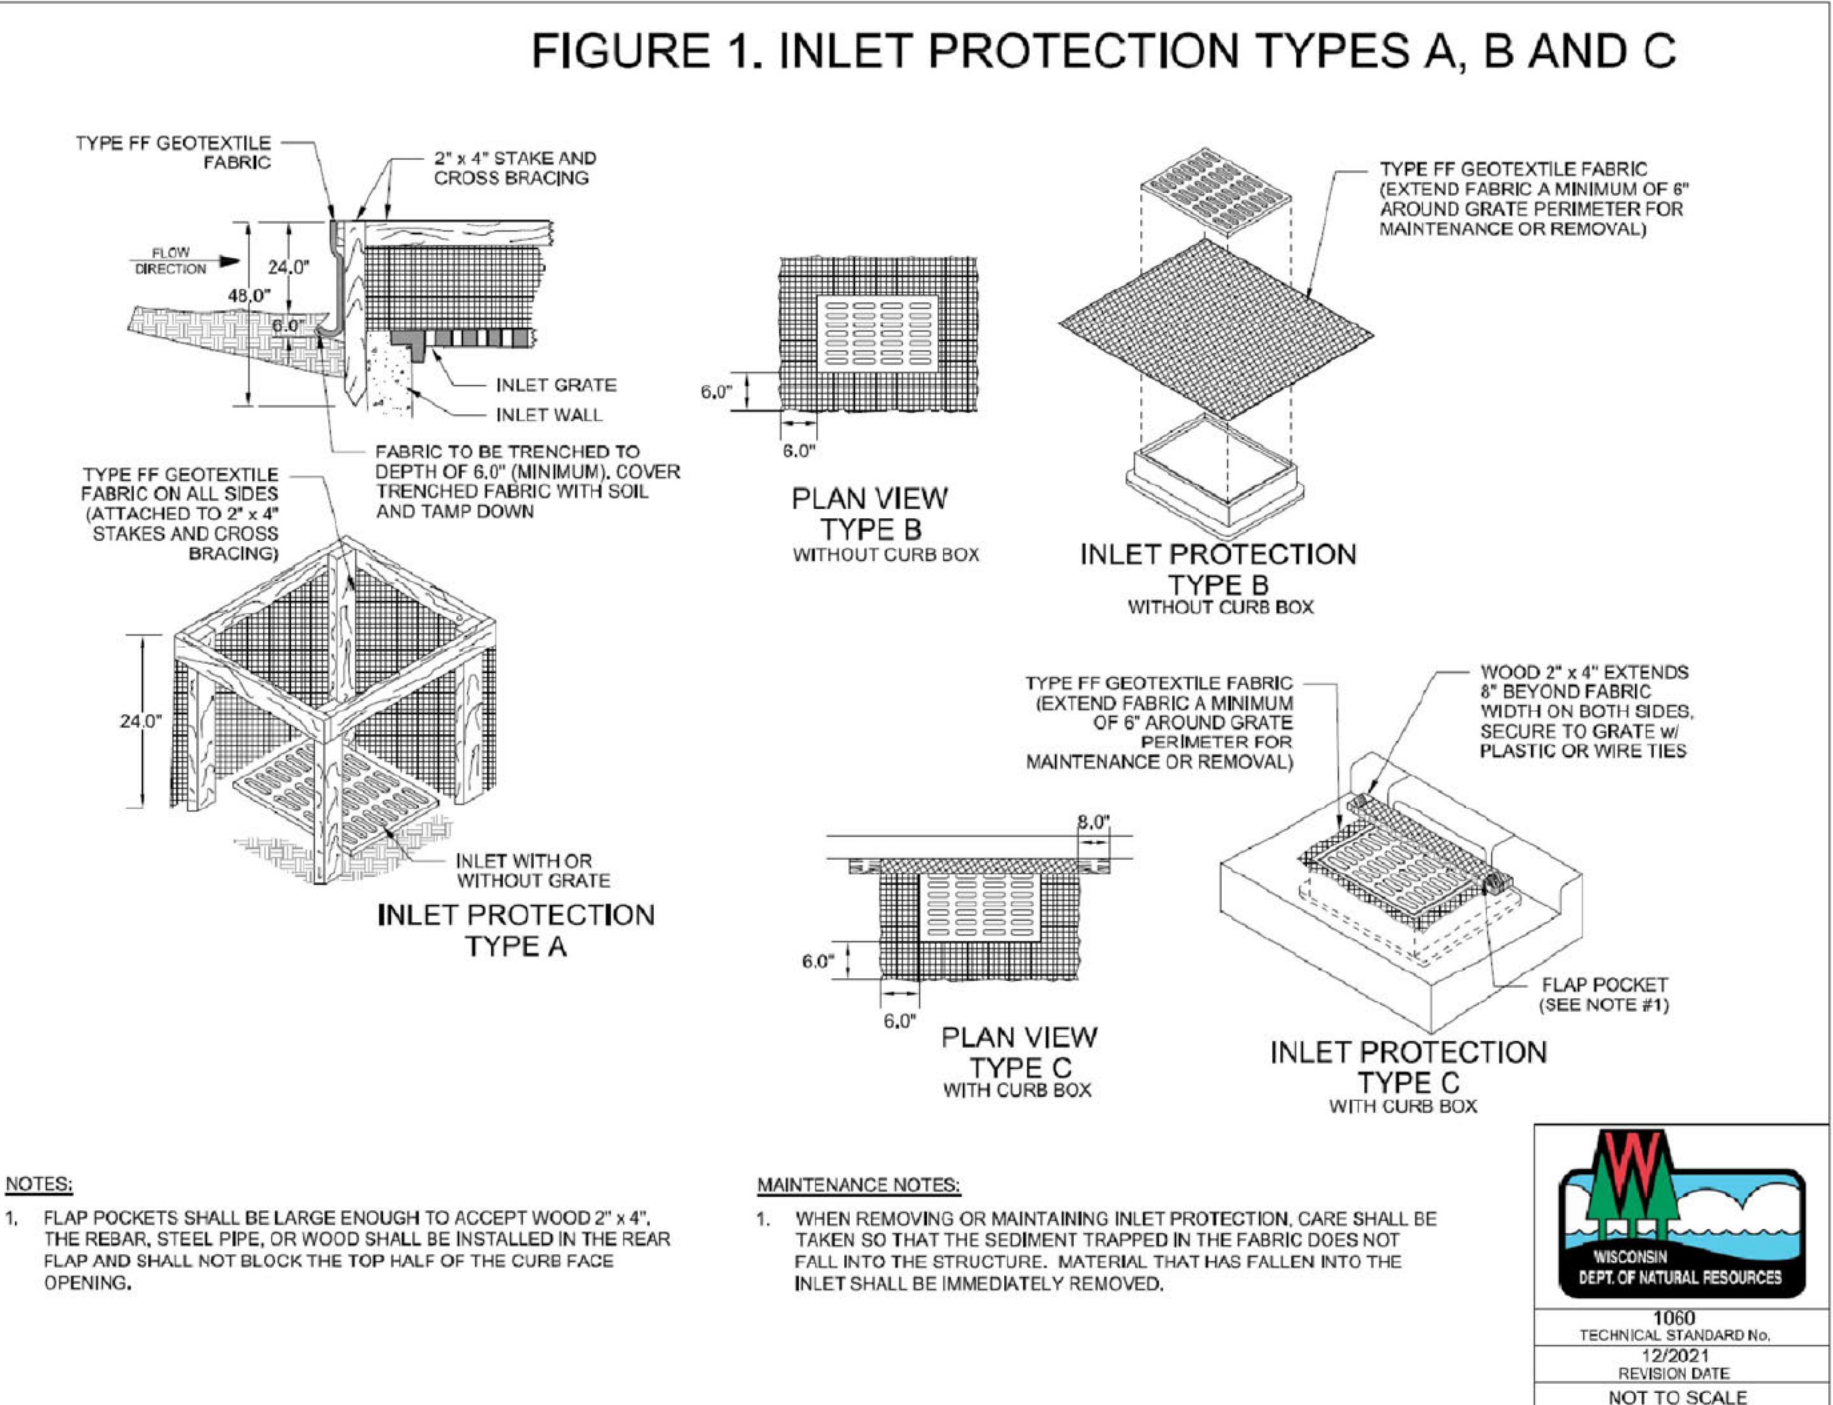 FIGURE 1. INLET PROTECTION TYPES A, B AND C
TYPE FF GEOTEXTILE
FABRIC
2" x 4" STAKE AND
CROSS BRACING
FLOW
DIRECTION
24.0"
48.0"
6.0"
INLET GRATE
INLET WALL
FABRIC TO BE TRENCHED TO
DEPTH OF 6.0" (MINIMUM). COVER
TRENCHED FABRIC WITH SOIL
AND TAMP DOWN
TYPE FF GEOTEXTILE
FABRIC ON ALL SIDES
(ATTACHED TO 2" x 4"
STAKES AND CROSS
BRACING)
24.0"
INLET WITH OR
WITHOUT GRATE
INLET PROTECTION
TYPE A
6.0"
6.0"
PLAN VIEW
TYPE B
WITHOUT CURB BOX
TYPE FF GEOTEXTILE FABRIC
(EXTEND FABRIC A MINIMUM OF 6"
AROUND GRATE PERIMETER FOR
MAINTENANCE OR REMOVAL)
INLET PROTECTION
TYPE B
WITHOUT CURB BOX
TYPE FF GEOTEXTILE FABRIC
(EXTEND FABRIC A MINIMUM
OF 6" AROUND GRATE
PERIMETER FOR
MAINTENANCE OR REMOVAL)
WOOD 2" x 4" EXTENDS
8" BEYOND FABRIC
WIDTH ON BOTH SIDES,
SECURE TO GRATE w/
PLASTIC OR WIRE TIES
8.0"
6.0"
6.0"
PLAN VIEW
TYPE C
WITH CURB BOX
FLAP POCKET
(SEE NOTE #1)
INLET PROTECTION
TYPE C
WITH CURB BOX
NOTES:
1. FLAP POCKETS SHALL BE LARGE ENOUGH TO ACCEPT WOOD 2" x 4".
THE REBAR, STEEL PIPE, OR WOOD SHALL BE INSTALLED IN THE REAR
FLAP AND SHALL NOT BLOCK THE TOP HALF OF THE CURB FACE
OPENING.
MAINTENANCE NOTES:
1. WHEN REMOVING OR MAINTAINING INLET PROTECTION, CARE SHALL BE
TAKEN SO THAT THE SEDIMENT TRAPPED IN THE FABRIC DOES NOT
FALL INTO THE STRUCTURE. MATERIAL THAT HAS FALLEN INTO THE
INLET SHALL BE IMMEDIATELY REMOVED.
W
WISCONSIN
DEPT. OF NATURAL RESOURCES
1060
TECHNICAL STANDARD No.
12/2021
REVISION DATE
NOT TO SCALE